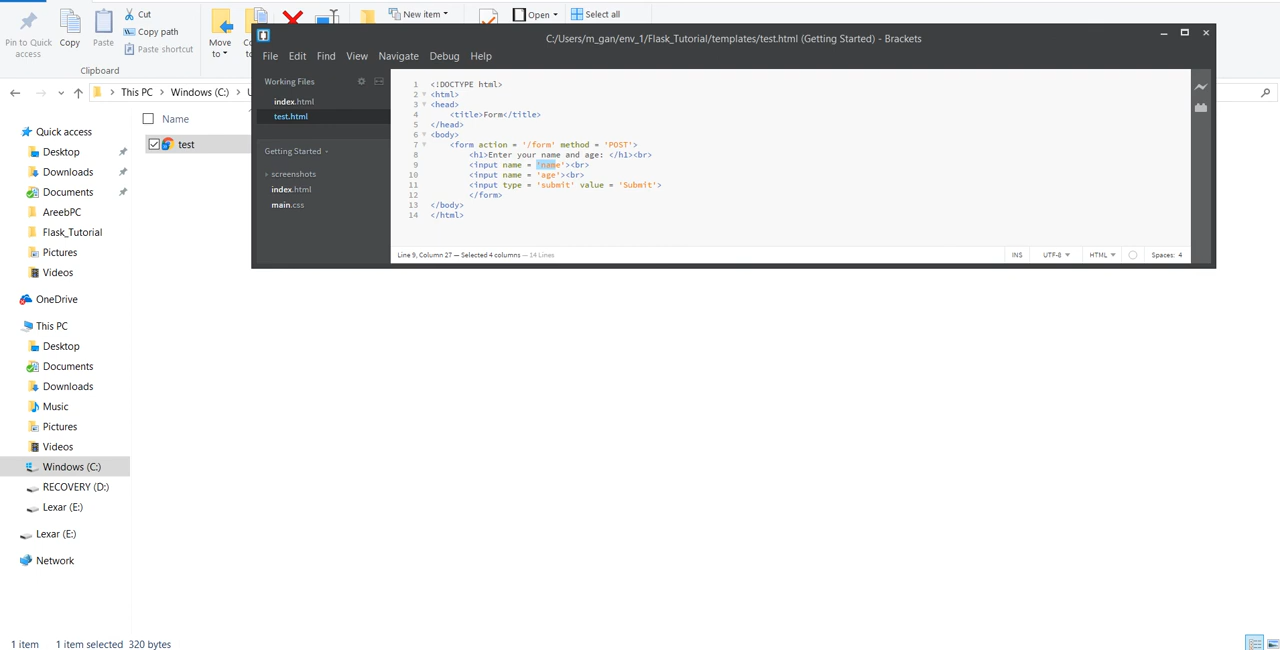 Pin to Quick access
Copy
Paste
Cut
Copy path
Paste shortcut
Clipboard
Move to
New item
Open
Select all
C:/Users/m_gan/env_1/Flask_Tutorial/templates/test.html (Getting Started) - Brackets
File Edit Find View Navigate Debug Help
This PC > Windows (C:) >
Name
test
Quick access
Desktop
Downloads
Documents
AreebPC
Flask_Tutorial
Pictures
Videos
OneDrive
This PC
Desktop
Documents
Downloads
Music
Pictures
Videos
Windows (C:)
RECOVERY (D:)
Lexar (E:)
Lexar (E:)
Network
Working Files
index.html
test.html
Getting Started
screenshots
index.html
main.css
1 <!DOCTYPE html>
2 <html>
3 <head>
4 <title>Form</title>
5 </head>
6 <body>
7 <form action = '/form' method = 'POST'>
8 <h1>Enter your name and age: </h1><br>
9 <input name = 'name'><br>
10 <input name = 'age'><br>
11 <input type = 'submit' value = 'Submit'>
12 </form>
13 </body>
14 </html>
Line 9, Column 27 — Selected 4 columns — 14 Lines
INS UTF-8 HTML Spaces: 4
1 item 1 item selected 320 bytes